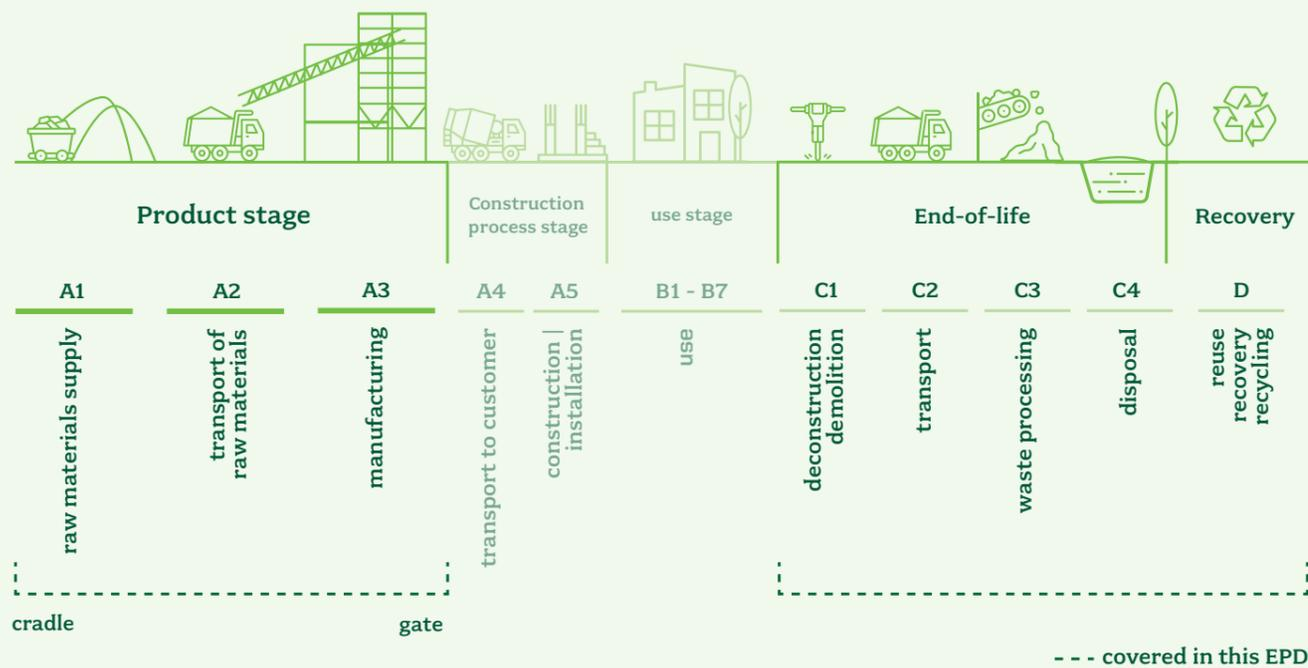 Product stage
Construction
process stage
use stage
End-of-life
Recovery
A1
A2
A3
A4
A5
B1 - B7
C1
C2
C3
C4
D
raw materials supply
transport of
raw materials
manufacturing
transport to customer
construction |
installation
use
deconstruction
demolition
transport
waste processing
disposal
reuse
recovery
recycling
cradle
gate
covered in this EPD